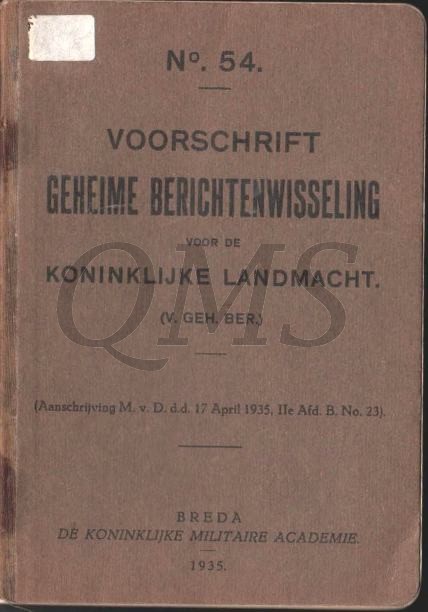 Nº. 54.
VOORSCHRIFT
GEHEIME BERICHTENWISSELING
VOOR DE
KONINKLIJKE LANDMACHT.
(V. GEH. BER.)
QMS
(Aanschrijving M. v. D. d.d. 17 April 1935, IIe Afd. B. No. 23).
BREDA
DE KONINKLIJKE MILITAIRE ACADEMIE.
1935.